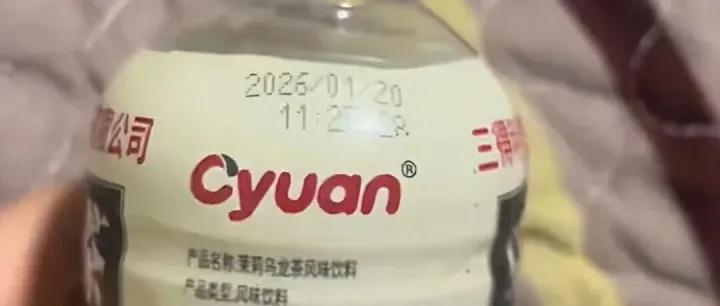 2026/01/20
11:2
公司
三
Cyuan®
产品名称:茉莉乌龙茶风味饮料
产品类型:风味饮料